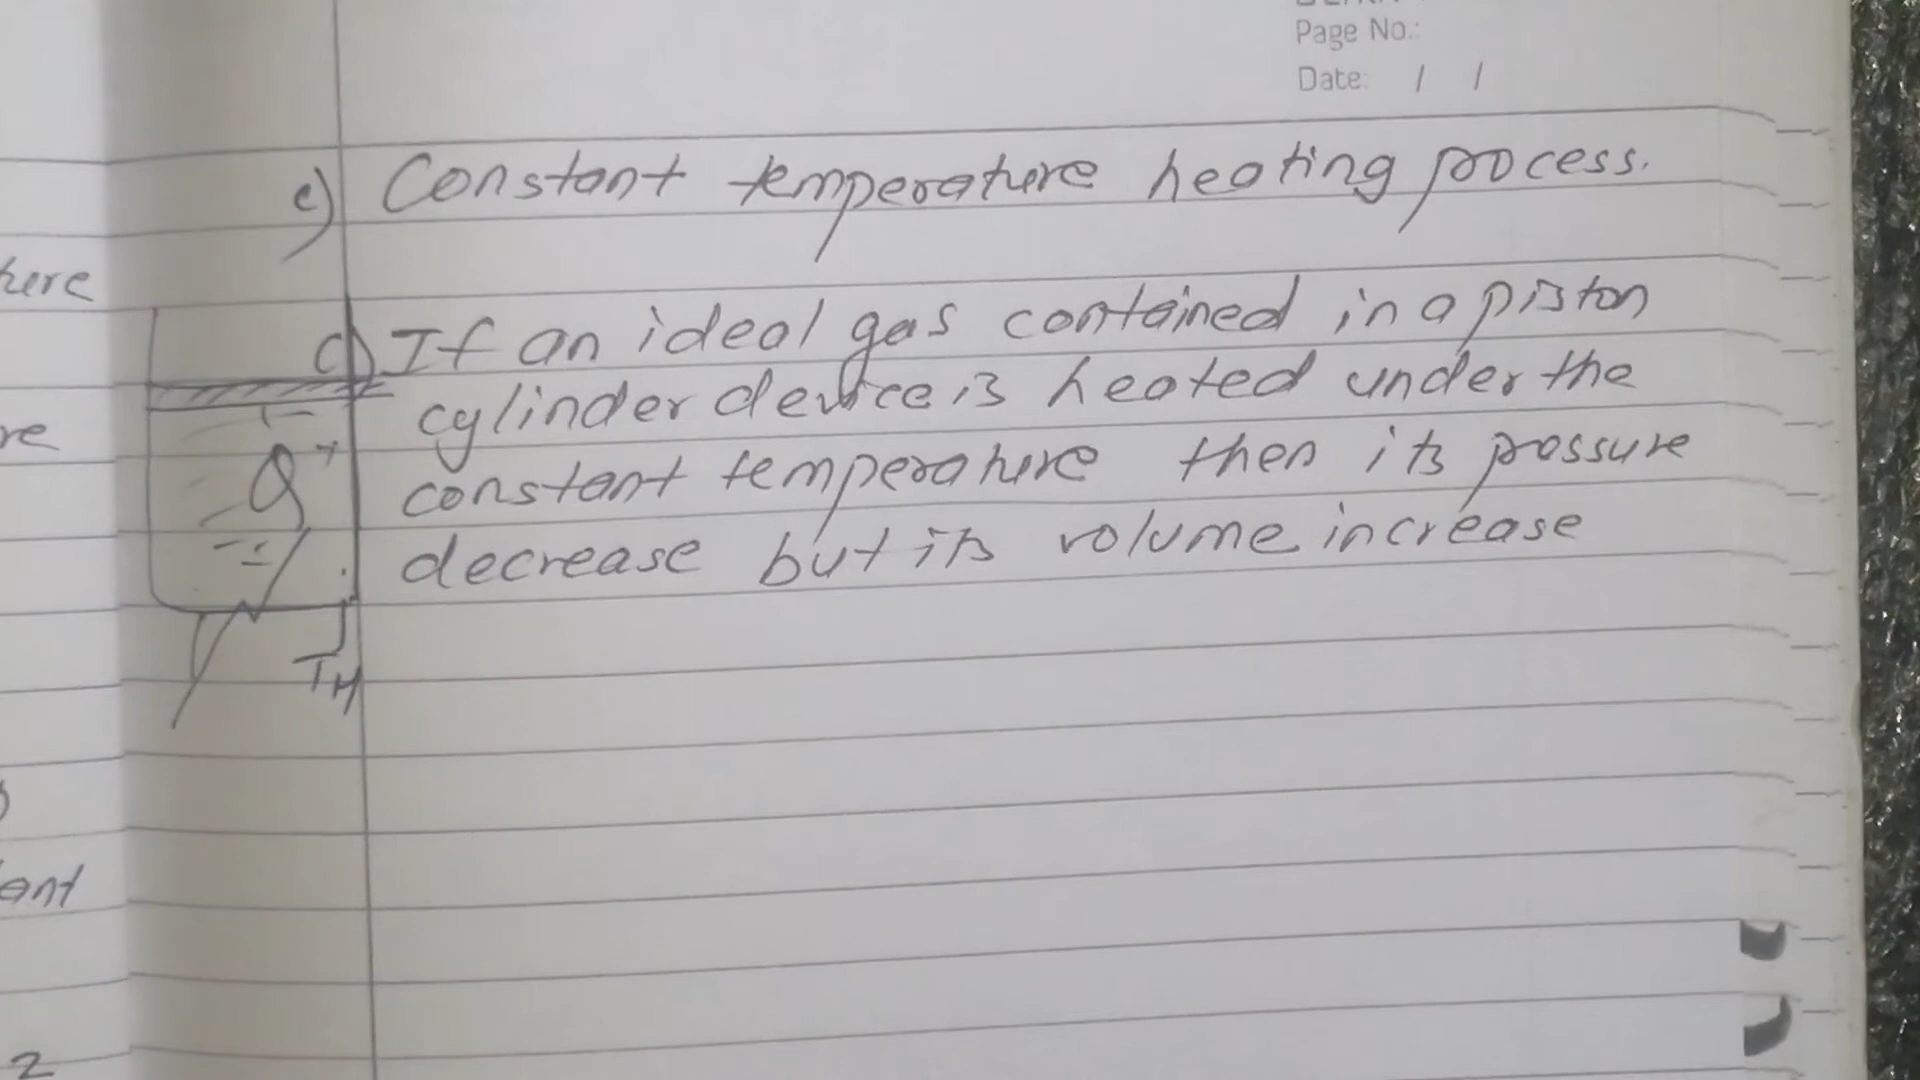 Page No.:
Date: / /
c) Constant temperature heating process.
c) If an ideal gas contained in a piston
cylinder device is heated under the
constant temperature then its pressure
decrease but its volume increase
Q
TH
re
ant
2